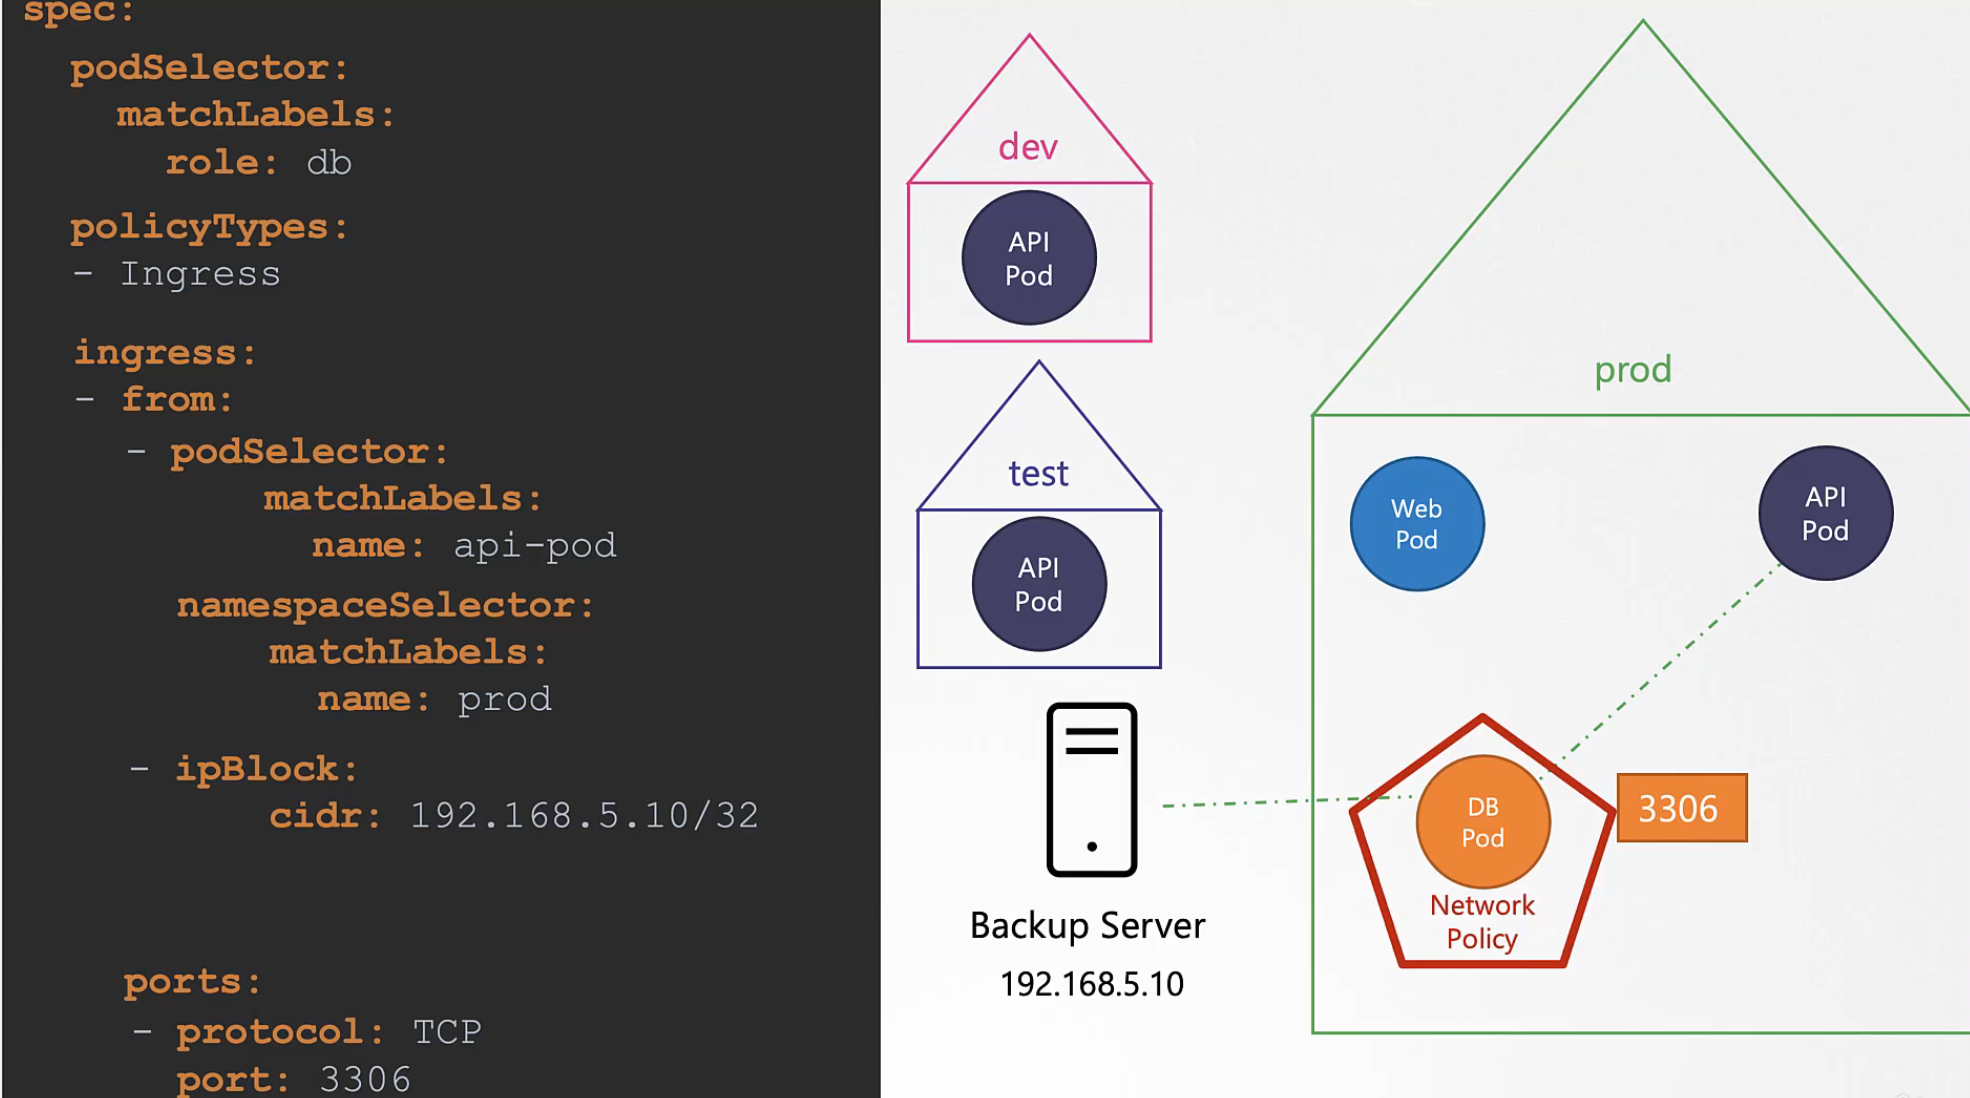 spec:
podSelector:
matchLabels:
role: db
policyTypes:
- Ingress
ingress:
- from:
- podSelector:
matchLabels:
name: api-pod
namespaceSelector:
matchLabels:
name: prod
- ipBlock:
cidr: 192.168.5.10/32
ports:
- protocol: TCP
port: 3306
dev
API
Pod
test
API
Pod
Backup Server
192.168.5.10
prod
Web
Pod
API
Pod
DB
Pod
Network
Policy
3306